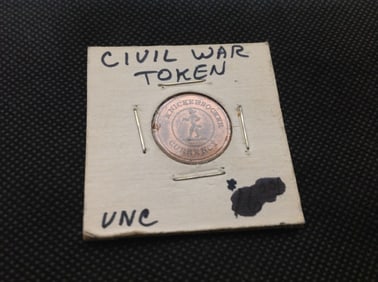 CIVIL WAR
TOKEN
KNICKERBOCKER
CURRENCY
UNC